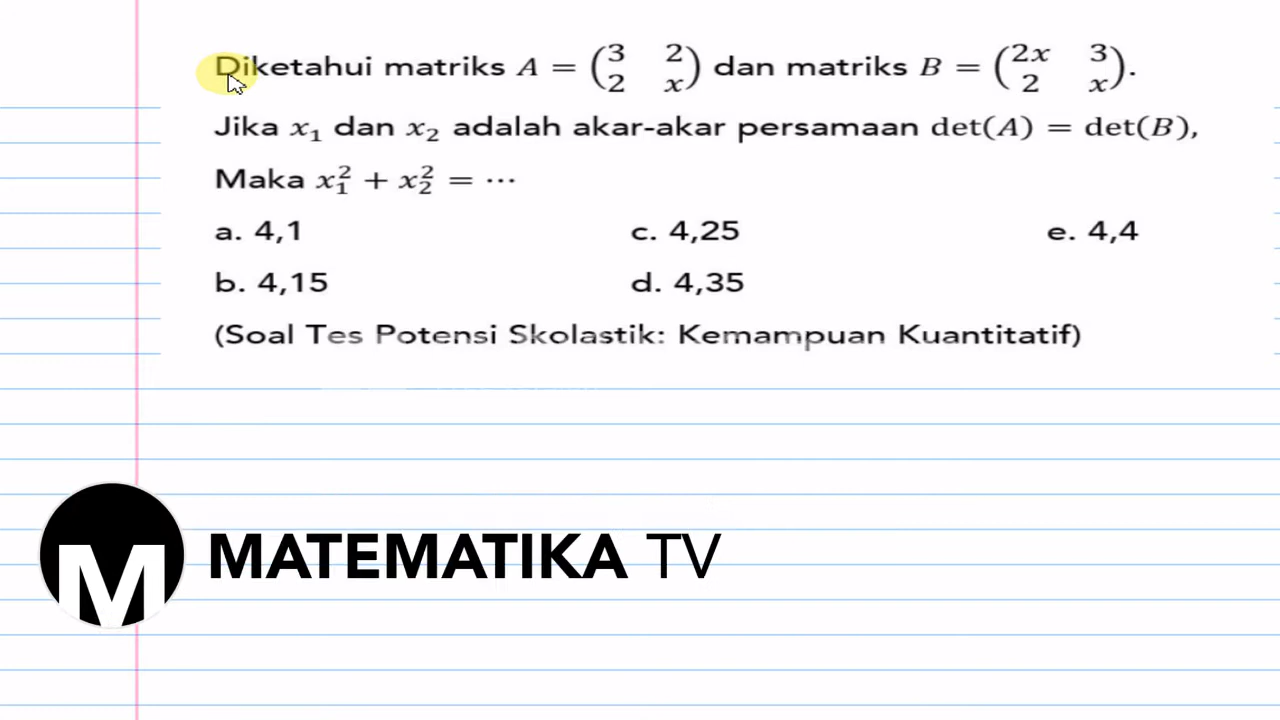 Diketahui matriks A = (3 2; 2 x) dan matriks B = (2x 3; 2 x).
Jika x₁ dan x₂ adalah akar-akar persamaan det(A) = det(B),
Maka x₁² + x₂² = ⋯
a. 4,1 c. 4,25 e. 4,4
b. 4,15 d. 4,35
(Soal Tes Potensi Skolastik: Kemampuan Kuantitatif)
M MATEMATIKA TV